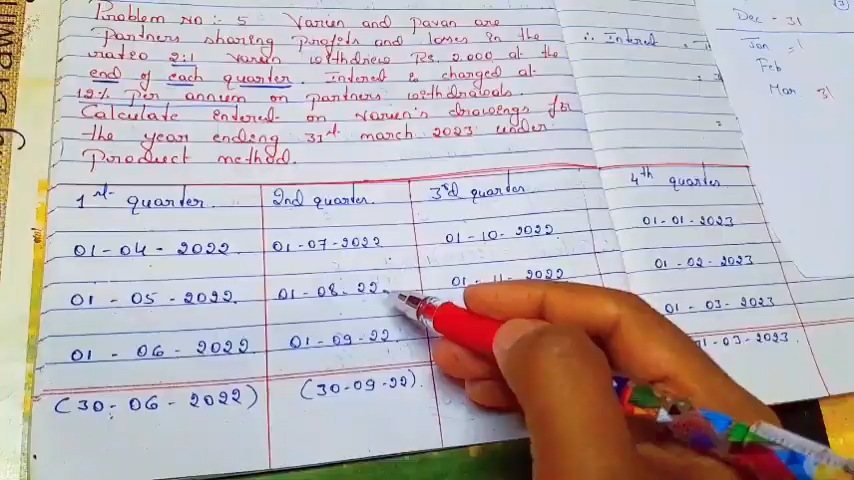 Problem No :- 5 Varun and Pavan are
Partners sharing Profits and losses in the
ratio 2:1 Varun withdrew Rs. 2,000 at the
end of each quarter. Interest is charged at
12% Per annum on partners withdrawals.
Calculate interest on Varun's drawings for
the year ending 31st march 2023 under
Product method.
∴ Interest =
Dec - 31
Jan =
Feb
Mar 31
1st quarter 2nd quarter. 3rd quarter 4th quarter
01-04-2022 01-07-2022 01-10-2022 01-01-2023
01-05-2022 01-08-22 01-11-2022 01-02-2023
01-06-2022 01-09-22 01-03-2023
(30-06-2022) (30-09-22) 1-03-2023